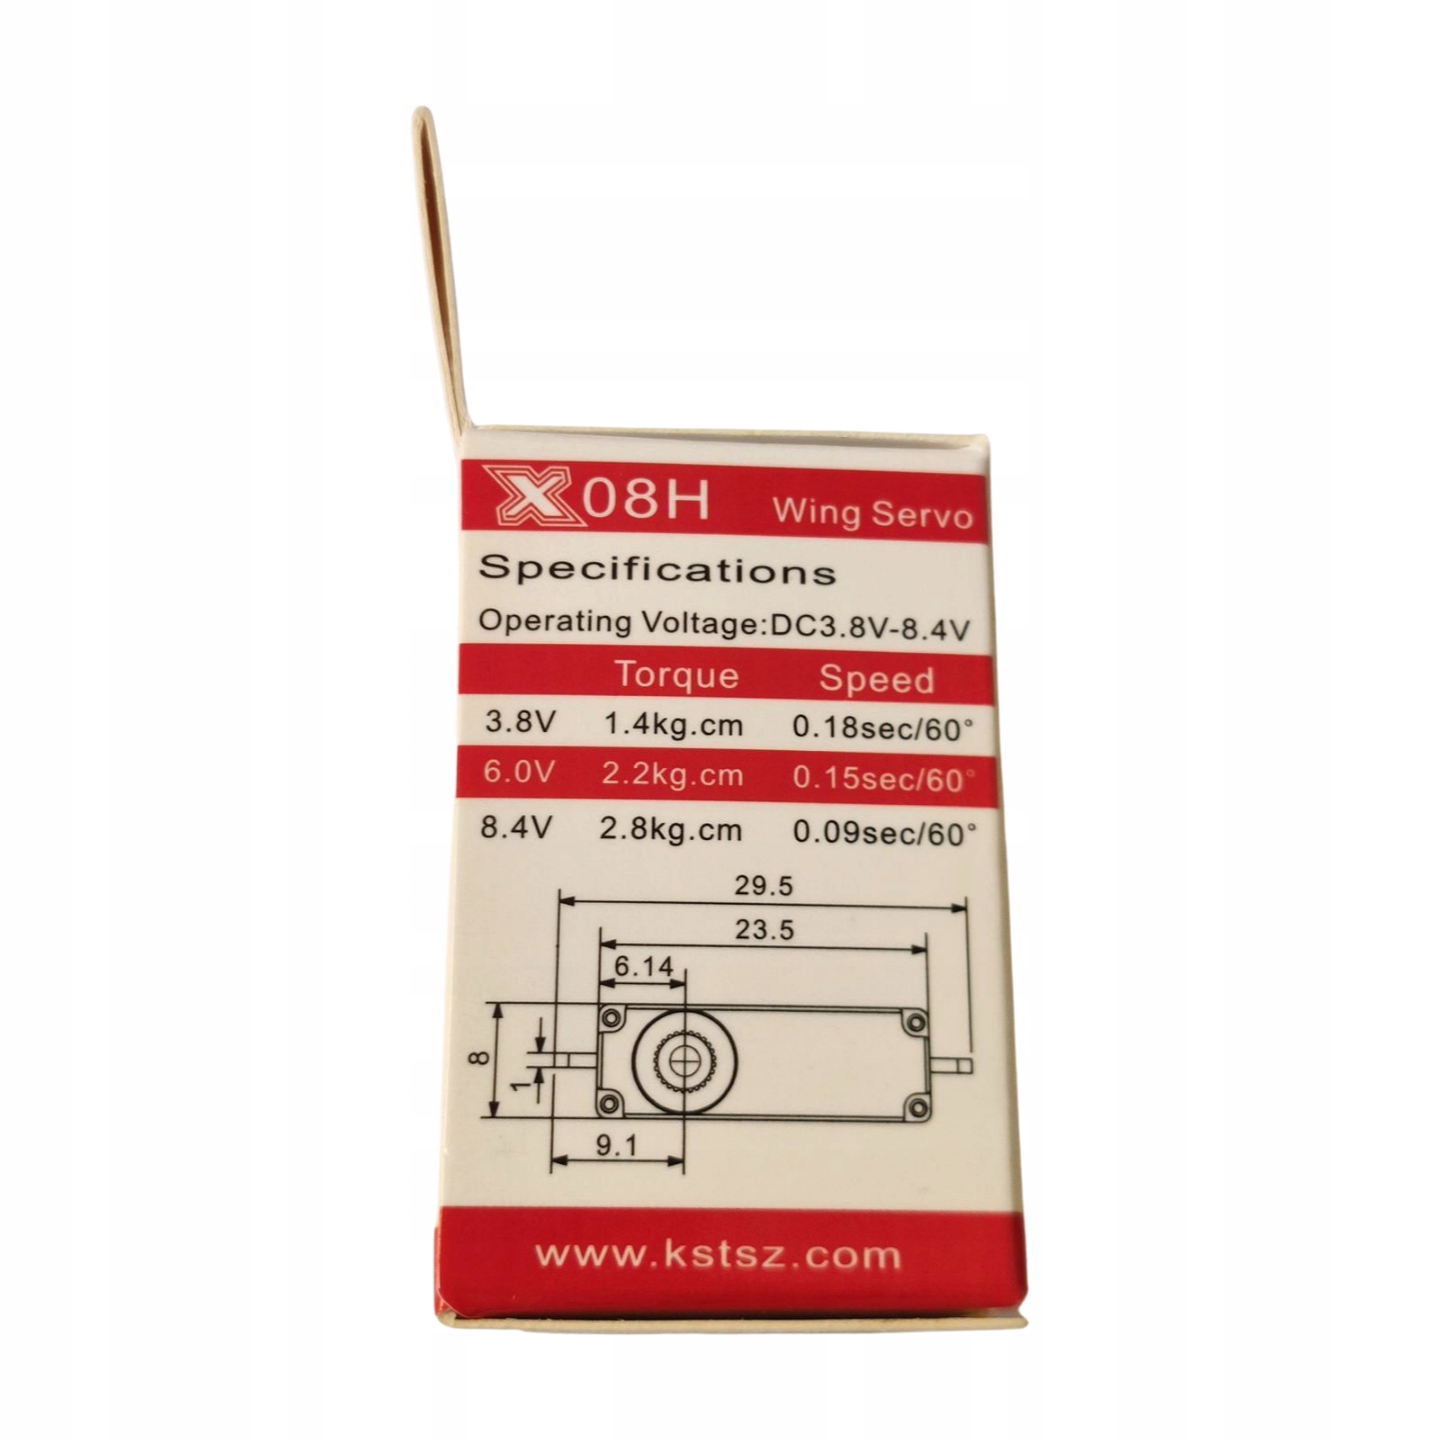 X08H Wing Servo
Specifications
Operating Voltage:DC3.8V-8.4V
Torque Speed
3.8V 1.4kg.cm 0.18sec/60°
6.0V 2.2kg.cm 0.15sec/60°
8.4V 2.8kg.cm 0.09sec/60°
29.5
23.5
6.14
8
1
9.1
www.kstsz.com